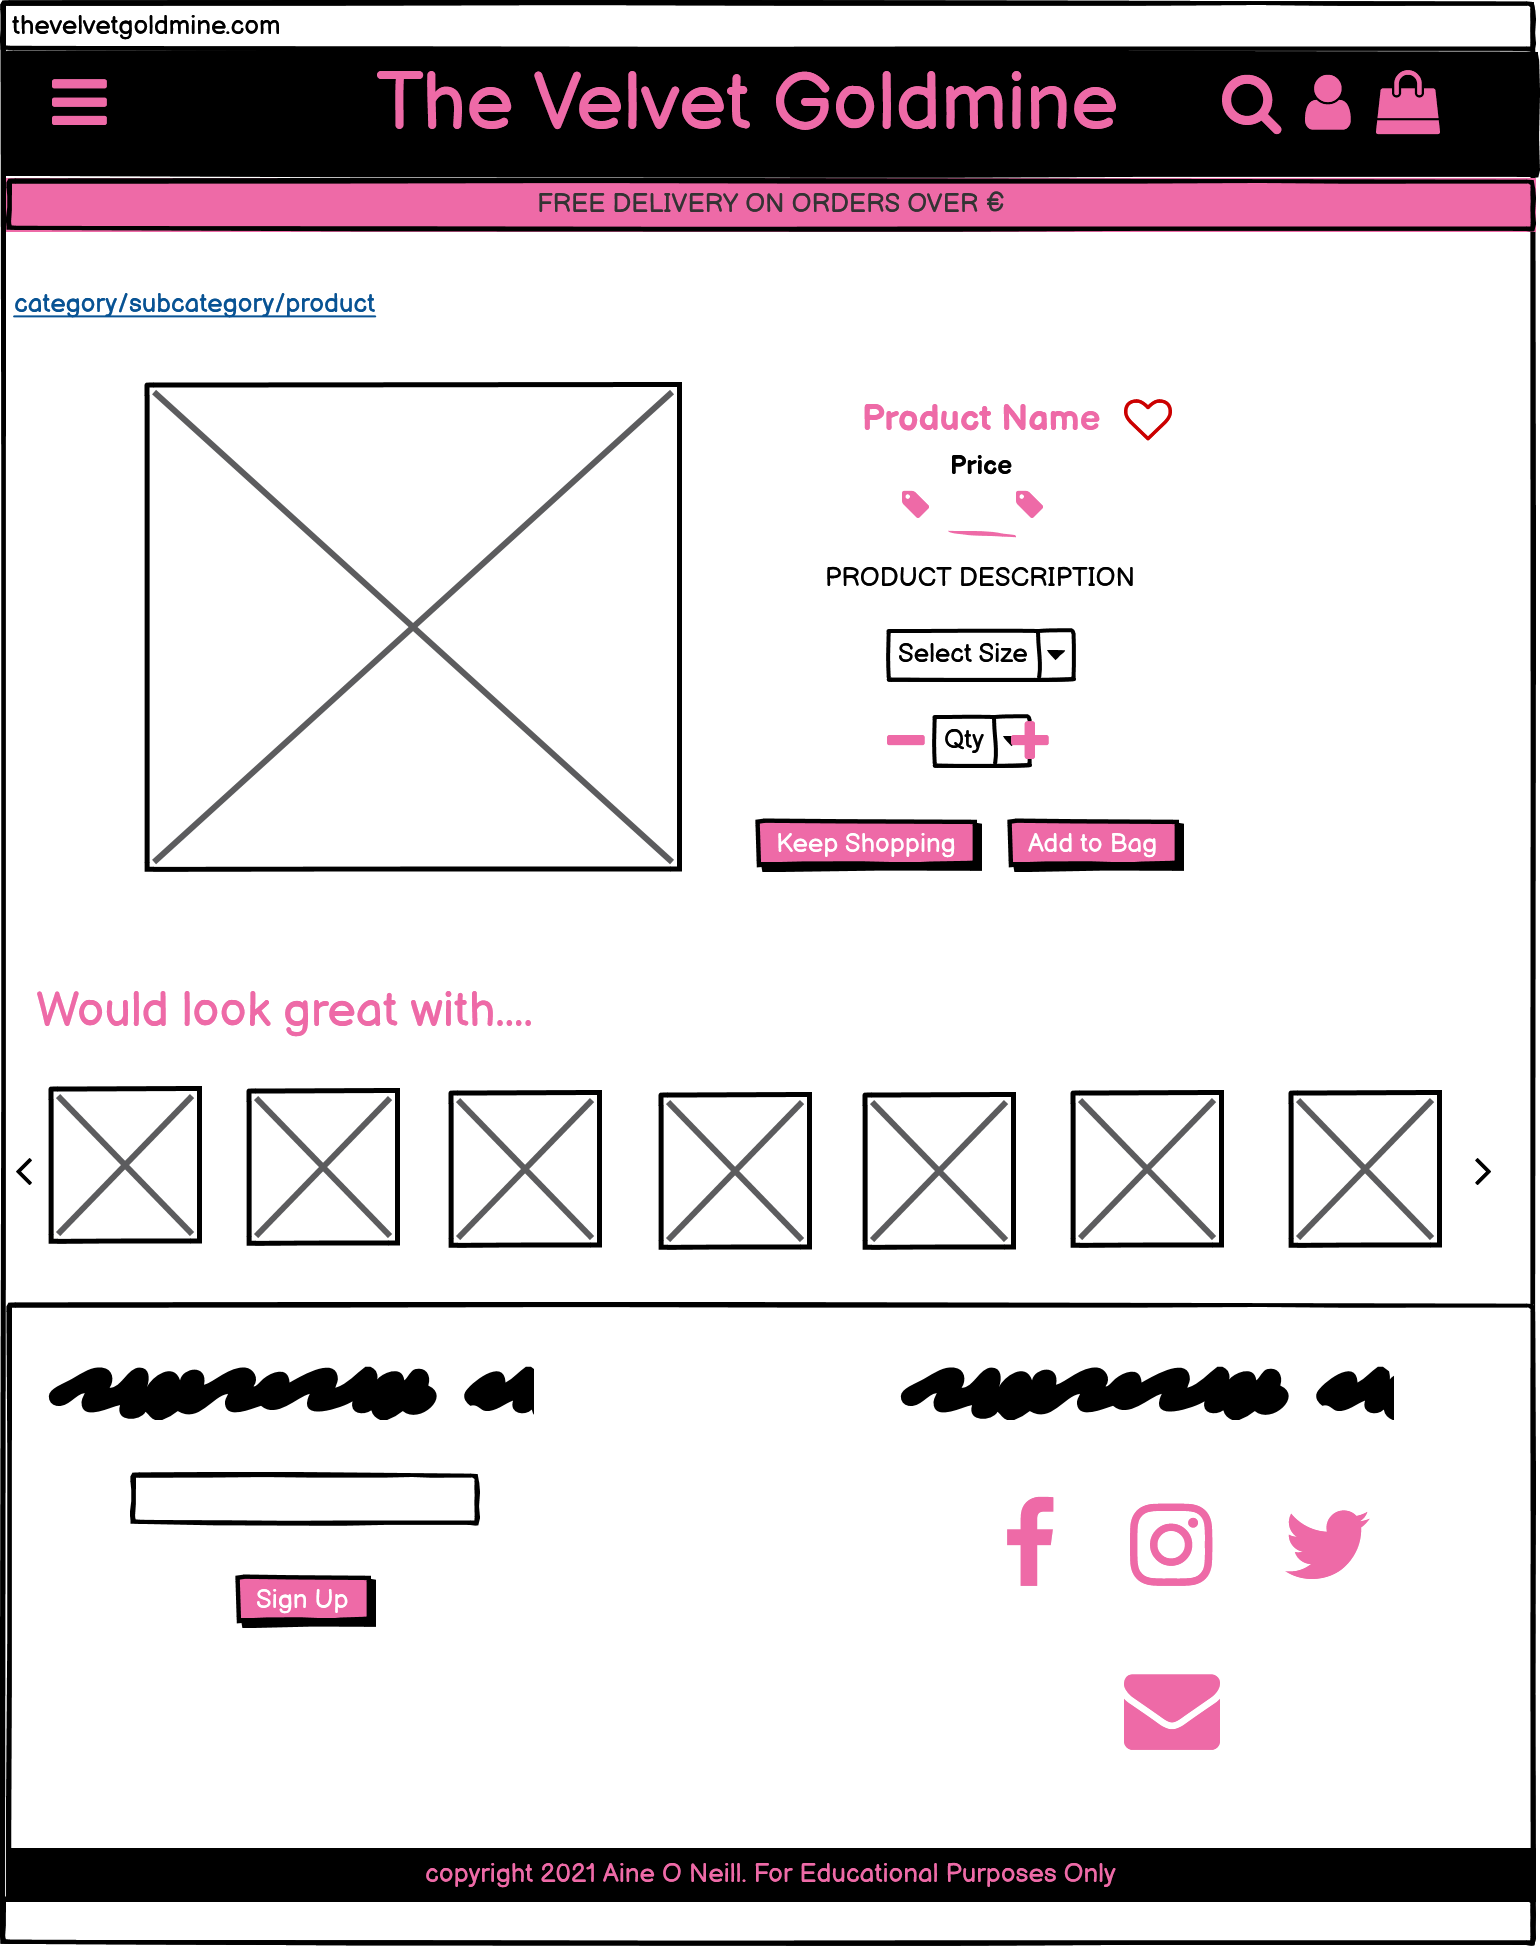 thevelvetgoldmine.com
The Velvet Goldmine
FREE DELIVERY ON ORDERS OVER €
category/subcategory/product
Product Name
Price
PRODUCT DESCRIPTION
Select Size
Qty
Keep Shopping
Add to Bag
Would look great with....
Sign Up
copyright 2021 Aine O Neill. For Educational Purposes Only